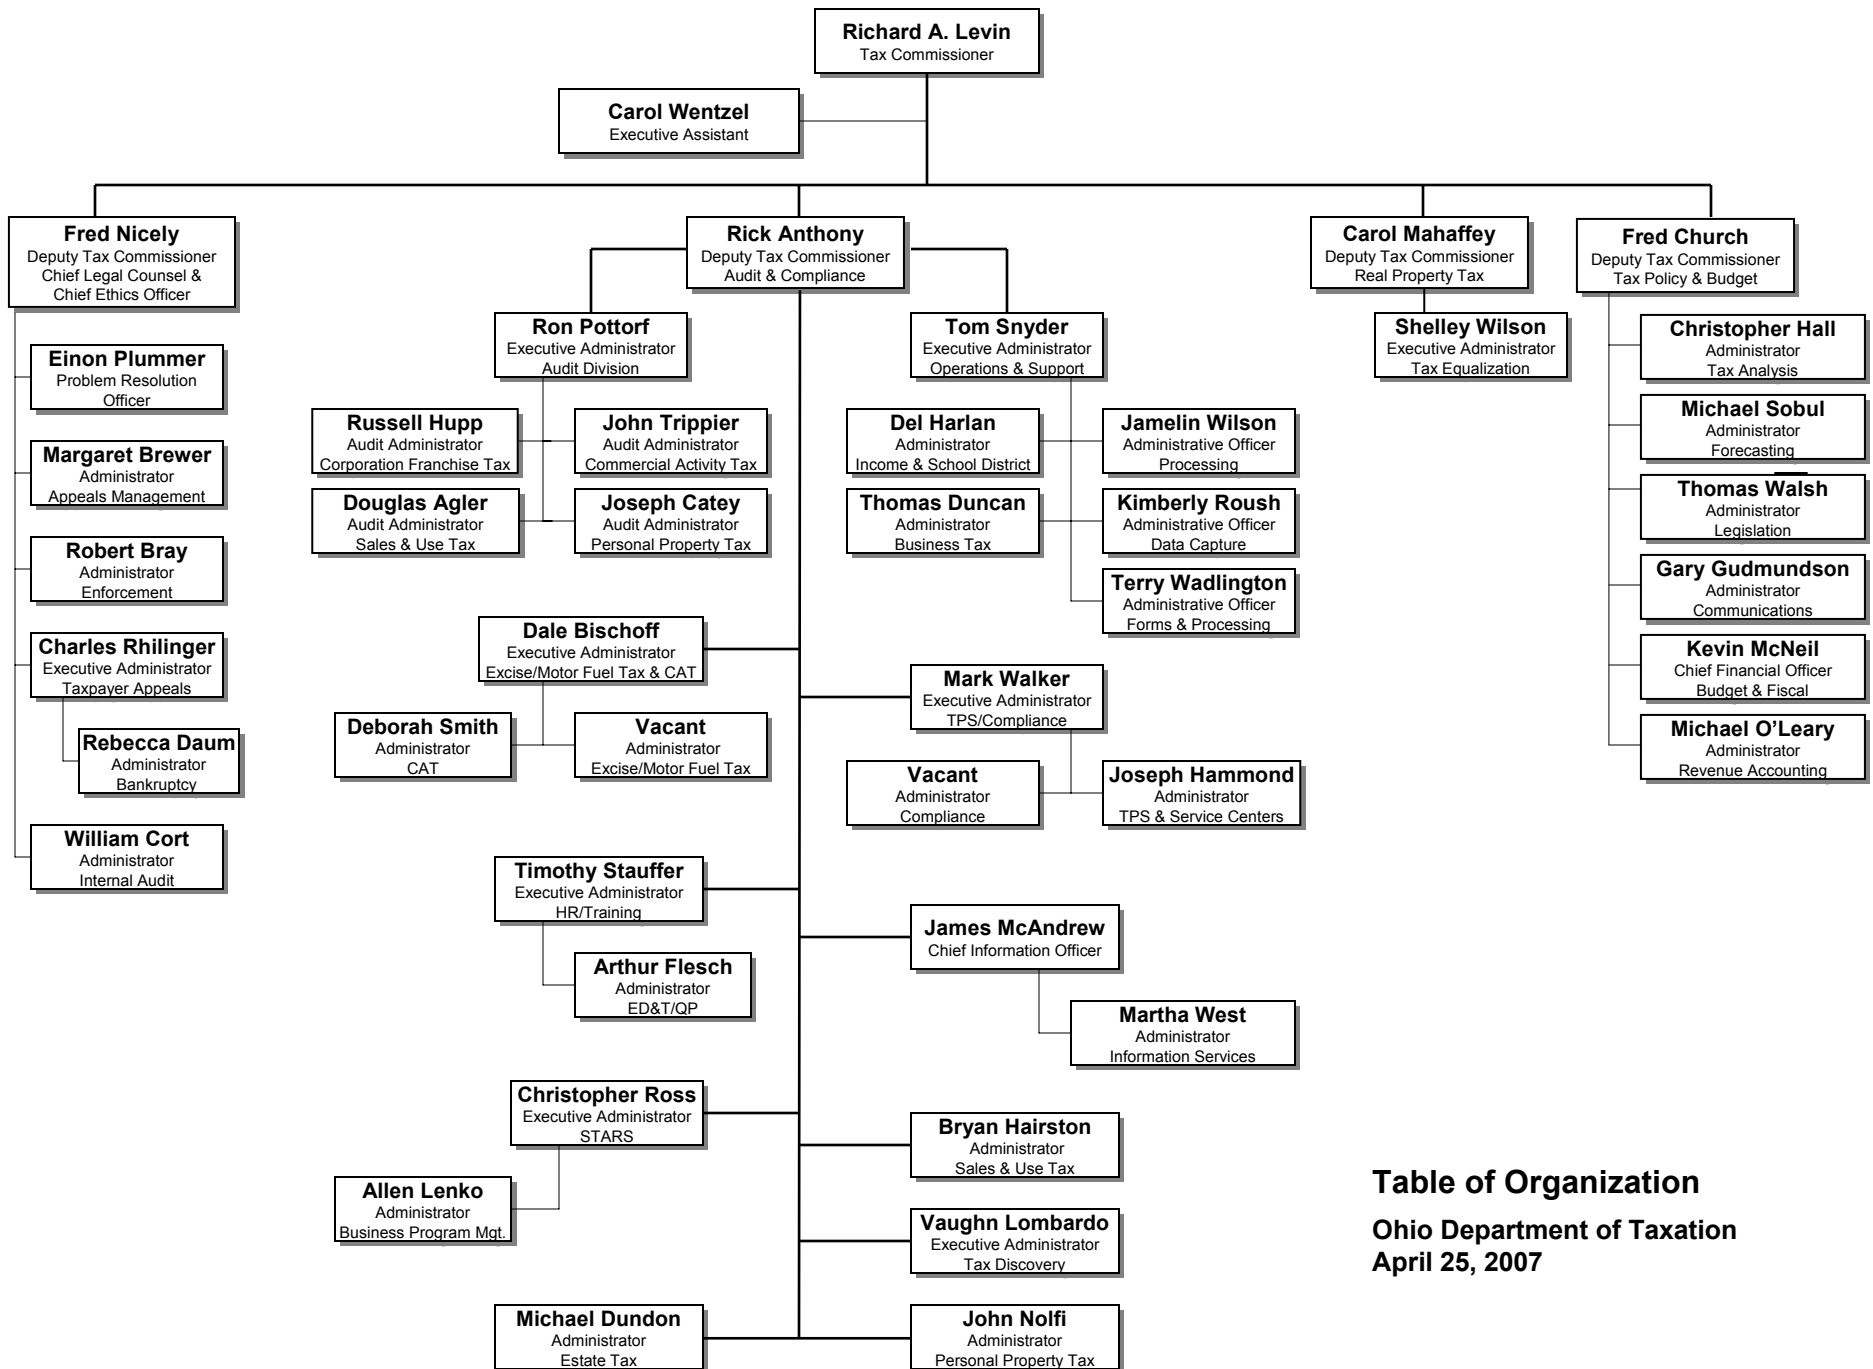 Richard A. Levin
Tax Commissioner
Carol Wentzel
Executive Assistant
Fred Nicely
Deputy Tax Commissioner
Chief Legal Counsel &
Chief Ethics Officer
Einon Plummer
Problem Resolution
Officer
Margaret Brewer
Administrator
Appeals Management
Robert Bray
Administrator
Enforcement
Charles Rhilinger
Executive Administrator
Taxpayer Appeals
Rebecca Daum
Administrator
Bankruptcy
William Cort
Administrator
Internal Audit
Rick Anthony
Deputy Tax Commissioner
Audit & Compliance
Ron Pottorf
Executive Administrator
Audit Division
Russell Hupp
Audit Administrator
Corporation Franchise Tax
John Trippier
Audit Administrator
Commercial Activity Tax
Douglas Agler
Audit Administrator
Sales & Use Tax
Joseph Catey
Audit Administrator
Personal Property Tax
Tom Snyder
Executive Administrator
Operations & Support
Del Harlan
Administrator
Income & School District
Jamelin Wilson
Administrative Officer
Processing
Thomas Duncan
Administrator
Business Tax
Kimberly Roush
Administrative Officer
Data Capture
Terry Wadlington
Administrative Officer
Forms & Processing
Dale Bischoff
Executive Administrator
Excise/Motor Fuel Tax & CAT
Deborah Smith
Administrator
CAT
Vacant
Administrator
Excise/Motor Fuel Tax
Mark Walker
Executive Administrator
TPS/Compliance
Vacant
Administrator
Compliance
Joseph Hammond
Administrator
TPS & Service Centers
Timothy Stauffer
Executive Administrator
HR/Training
Arthur Flesch
Administrator
ED&T/QP
James McAndrew
Chief Information Officer
Martha West
Administrator
Information Services
Christopher Ross
Executive Administrator
STARS
Allen Lenko
Administrator
Business Program Mgt.
Bryan Hairston
Administrator
Sales & Use Tax
Vaughn Lombardo
Executive Administrator
Tax Discovery
Michael Dundon
Administrator
Estate Tax
John Nolfi
Administrator
Personal Property Tax
Carol Mahaffey
Deputy Tax Commissioner
Real Property Tax
Shelley Wilson
Executive Administrator
Tax Equalization
Fred Church
Deputy Tax Commissioner
Tax Policy & Budget
Christopher Hall
Administrator
Tax Analysis
Michael Sobul
Administrator
Forecasting
Thomas Walsh
Administrator
Legislation
Gary Gudmundson
Administrator
Communications
Kevin McNeil
Chief Financial Officer
Budget & Fiscal
Michael O’Leary
Administrator
Revenue Accounting
Table of Organization
Ohio Department of Taxation
April 25, 2007